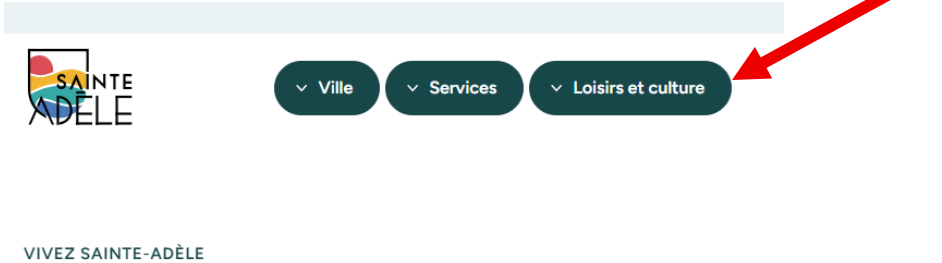 SAINTE
ADÈLE
Ville
Services
Loisirs et culture
VIVEZ SAINTE-ADÈLE